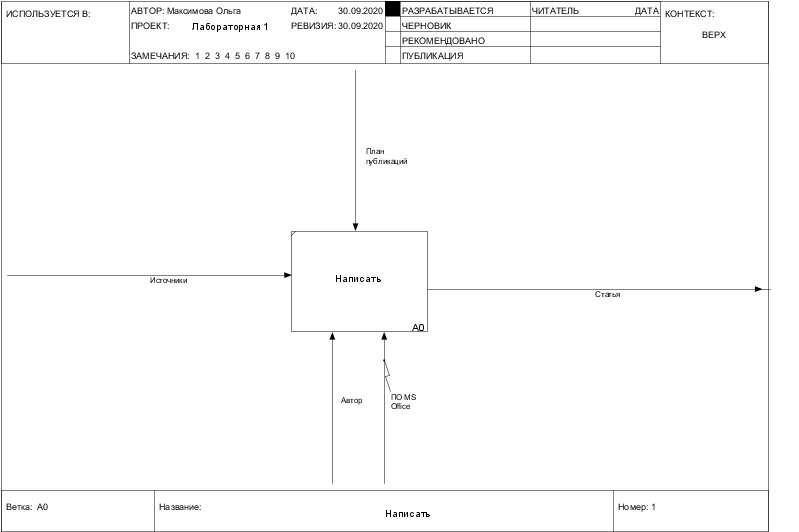 ИСПОЛЬЗУЕТСЯ В:
АВТОР: Максимова Ольга
ДАТА: 30.09.2020
РАЗРАБАТЫВАЕТСЯ
ЧИТАТЕЛЬ
ДАТА
КОНТЕКСТ:
ПРОЕКТ: Лабораторная 1
РЕВИЗИЯ: 30.09.2020
ЧЕРНОВИК
ВЕРХ
РЕКОМЕНДОВАНО
ЗАМЕЧАНИЯ: 1 2 3 4 5 6 7 8 9 10
ПУБЛИКАЦИЯ
План
публикаций
Источники
Написать
A0
Статья
Автор
ПО MS
Office
Ветка: A0
Название:
Написать
Номер: 1